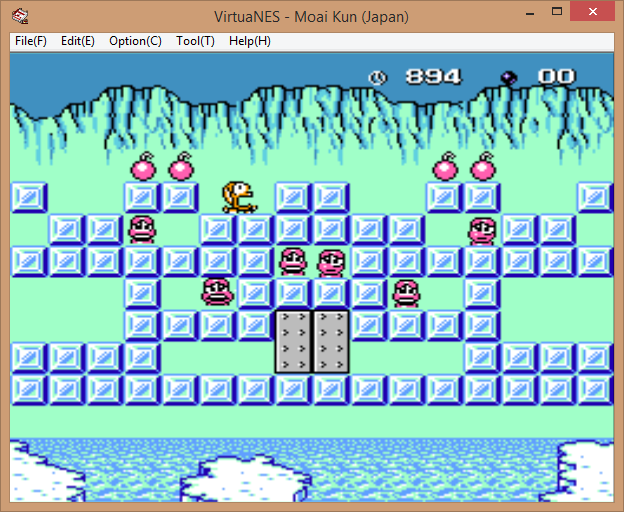 VirtuaNES - Moai Kun (Japan)
File(F) Edit(E) Option(C) Tool(T) Help(H)
894 00